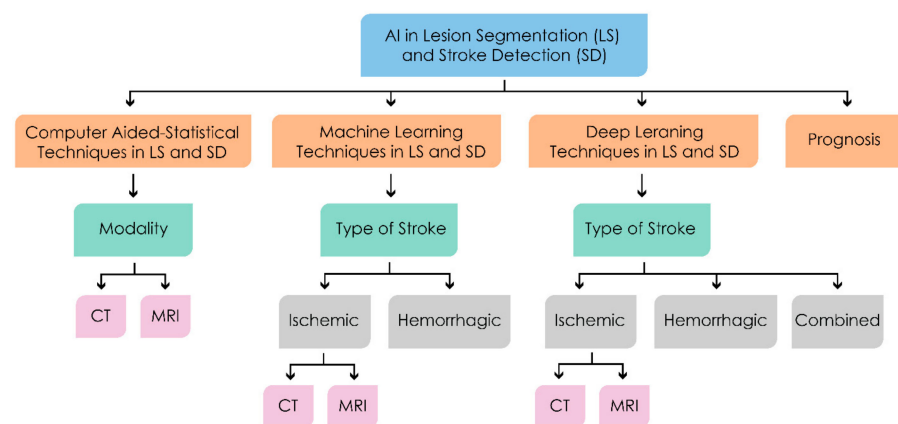 AI in Lesion Segmentation (LS)
and Stroke Detection (SD)
Computer Aided-Statistical
Techniques in LS and SD
Machine Learning
Techniques in LS and SD
Deep Leraning
Techniques in LS and SD
Prognosis
Modality
Type of Stroke
Type of Stroke
CT
MRI
Ischemic
Hemorrhagic
Ischemic
Hemorrhagic
Combined
CT
MRI
CT
MRI